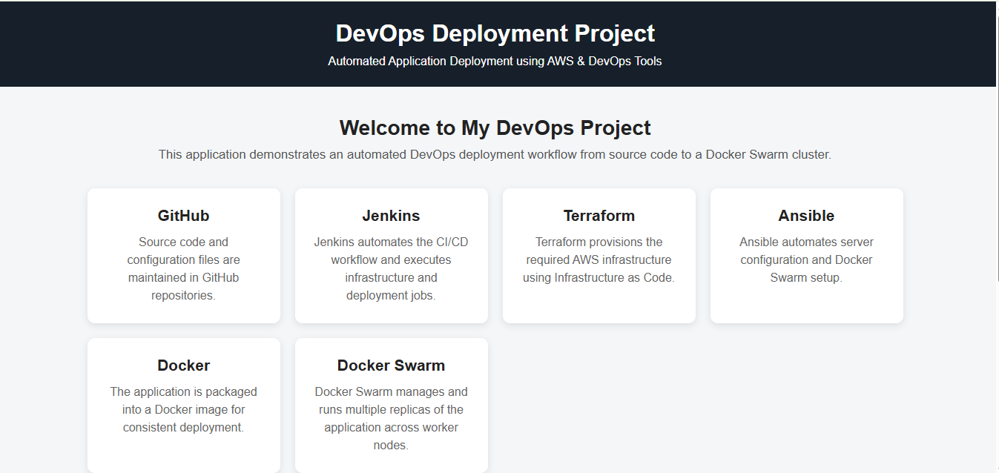 DevOps Deployment Project
Automated Application Deployment using AWS & DevOps Tools
Welcome to My DevOps Project
This application demonstrates an automated DevOps deployment workflow from source code to a Docker Swarm cluster.
GitHub
Source code and
configuration files are
maintained in GitHub
repositories.
Jenkins
Jenkins automates the CI/CD
workflow and executes
infrastructure and
deployment jobs.
Terraform
Terraform provisions the
required AWS infrastructure
using Infrastructure as Code.
Ansible
Ansible automates server
configuration and Docker
Swarm setup.
Docker
The application is packaged
into a Docker image for
consistent deployment.
Docker Swarm
Docker Swarm manages and
runs multiple replicas of the
application across worker
nodes.